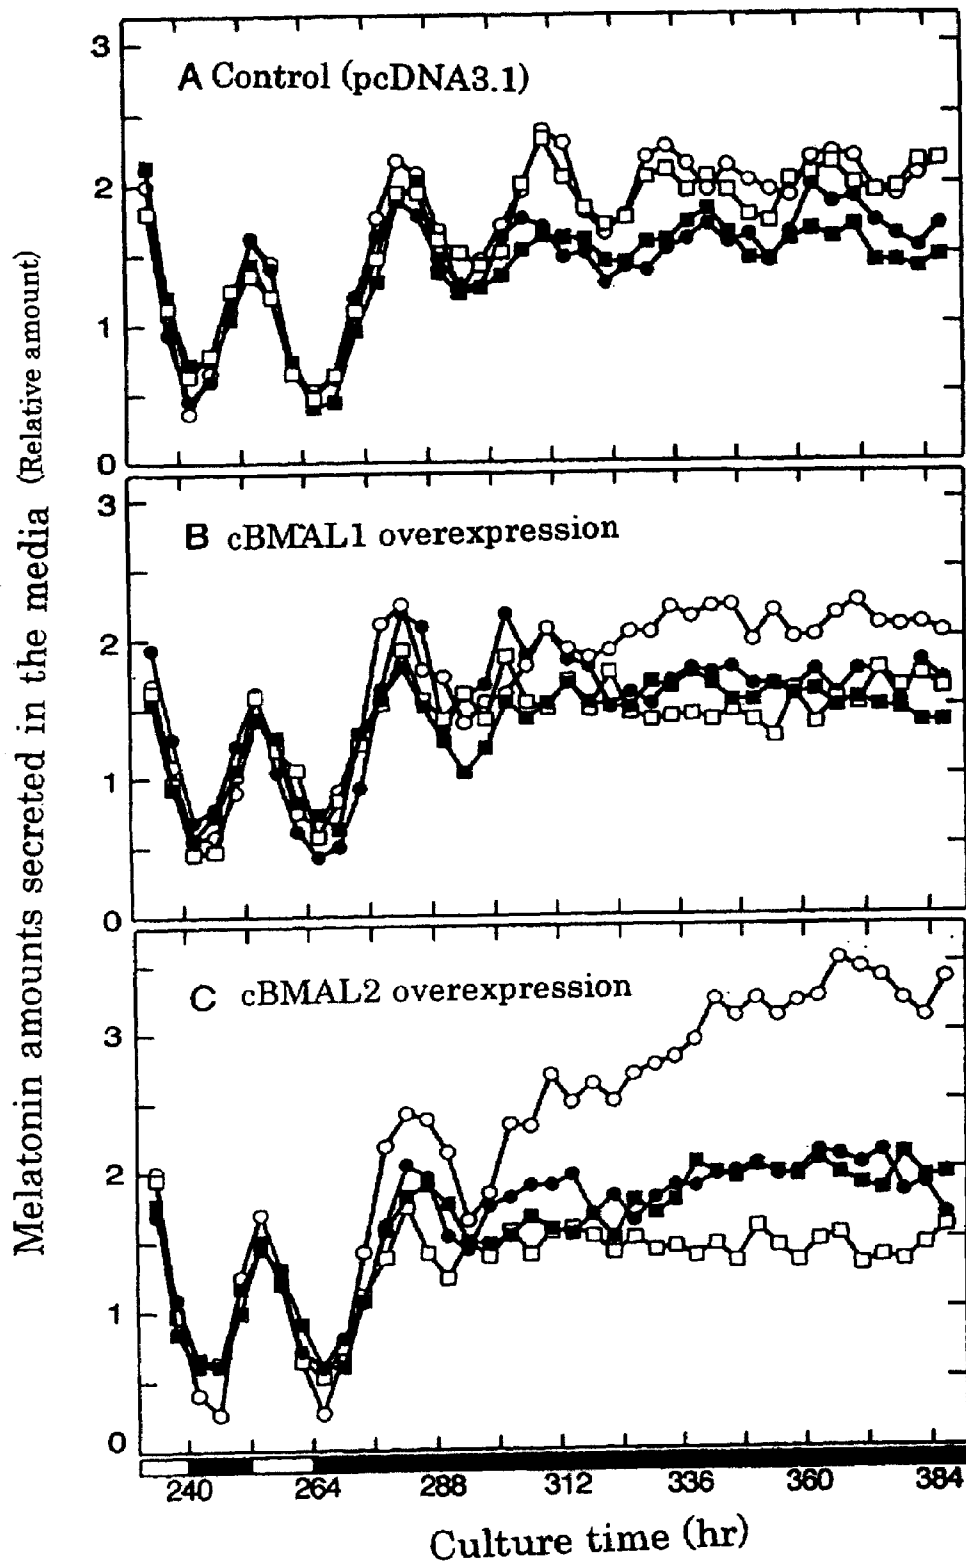 Melatonin amounts secreted in the media (Relative amount)
3
A Control (pcDNA3.1)
2
1
0
3
B cBMAL1 overexpression
2
1
0
C cBMAL2 overexpression
3
2
1
0
240 264 288 312 336 360 384
Culture time (hr)